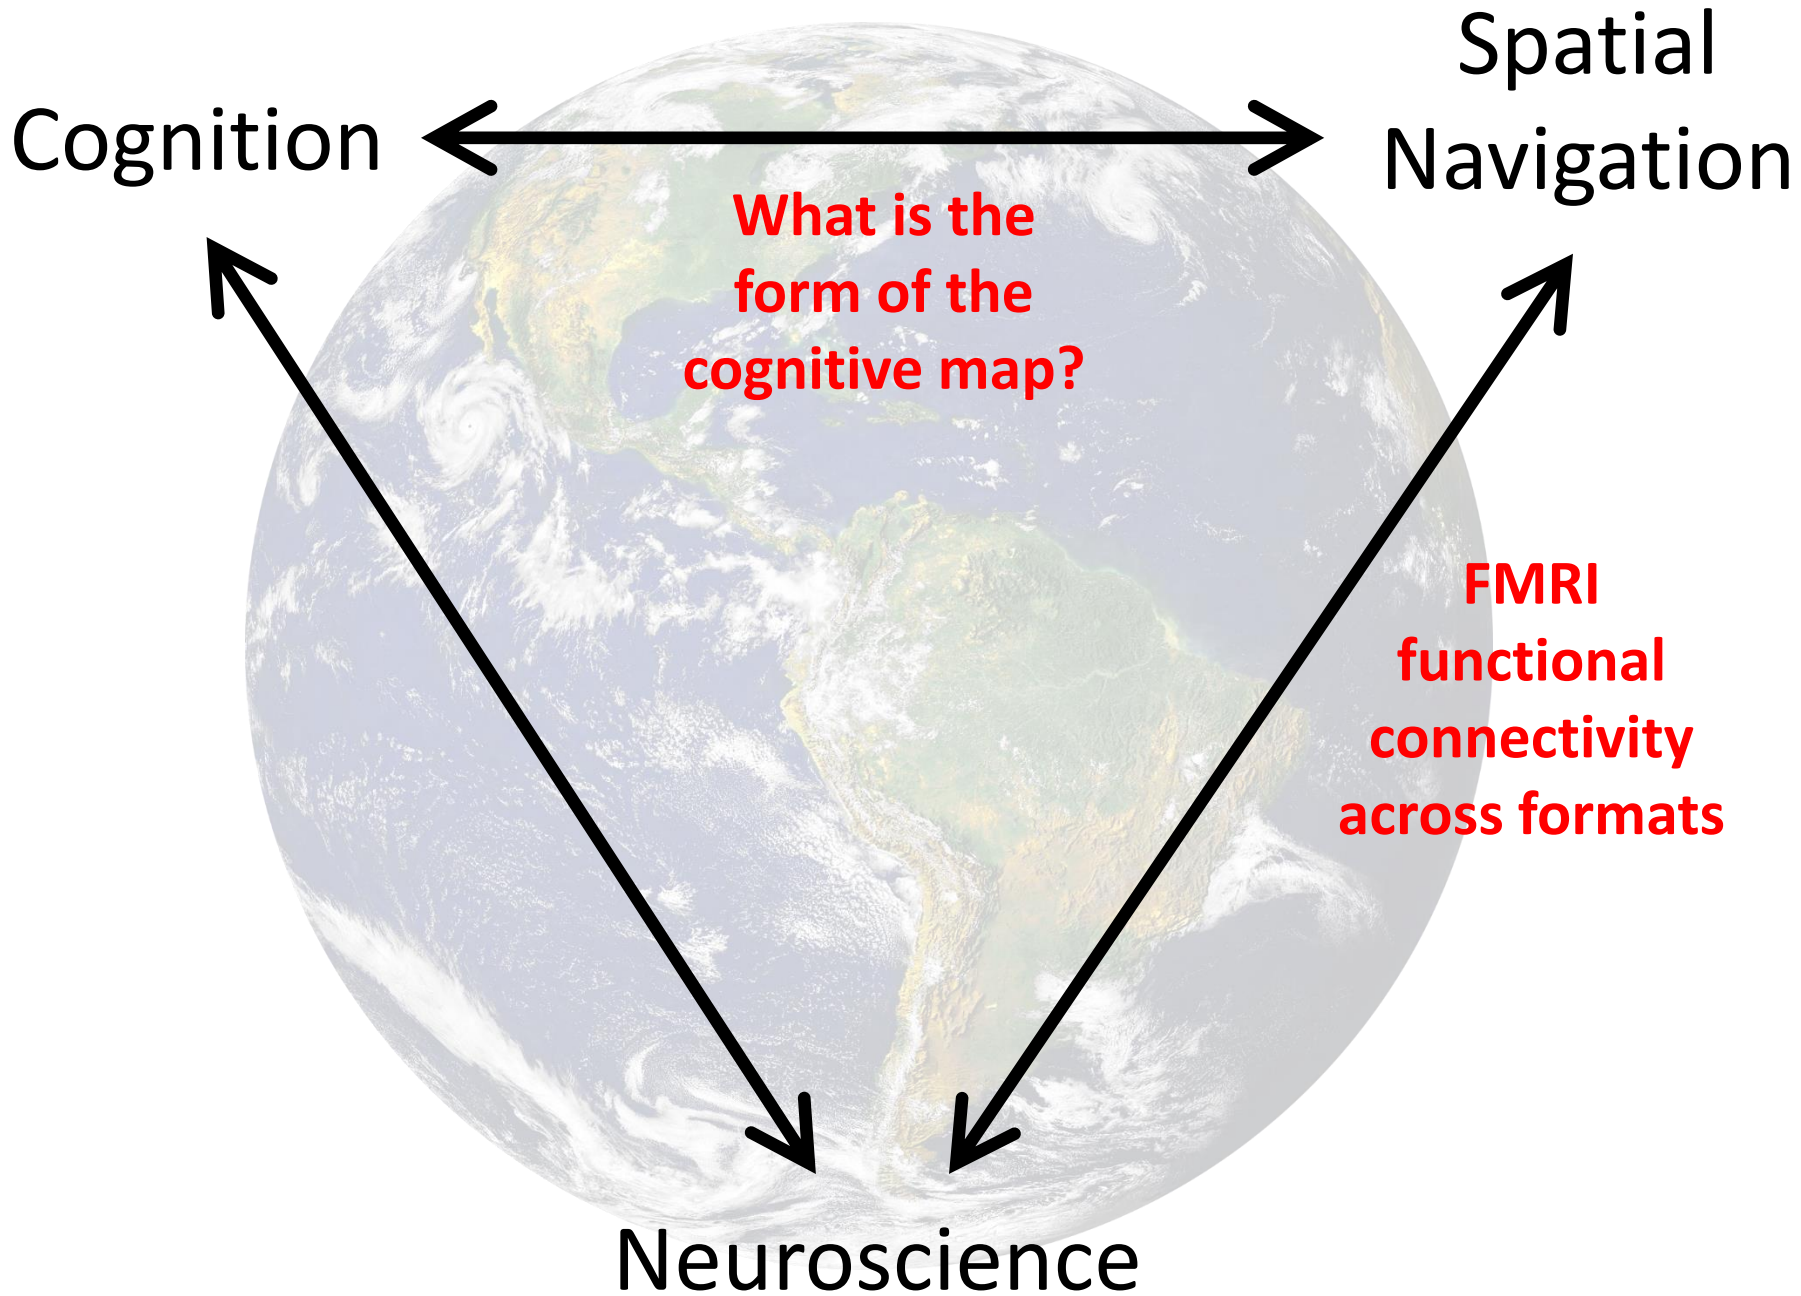 Spatial
Navigation
Cognition
What is the
form of the
cognitive map?
FMRI
functional
connectivity
across formats
Neuroscience